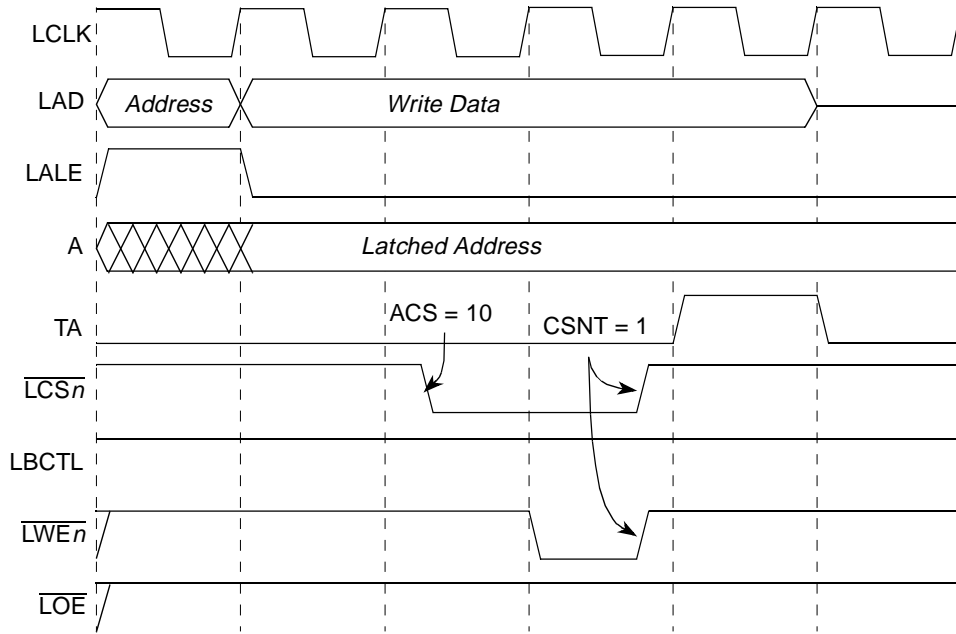 LCLK
LAD Address Write Data
LALE
A Latched Address
TA ACS = 10 CSNT = 1
LCSn
LBCTL
LWEn
LOE